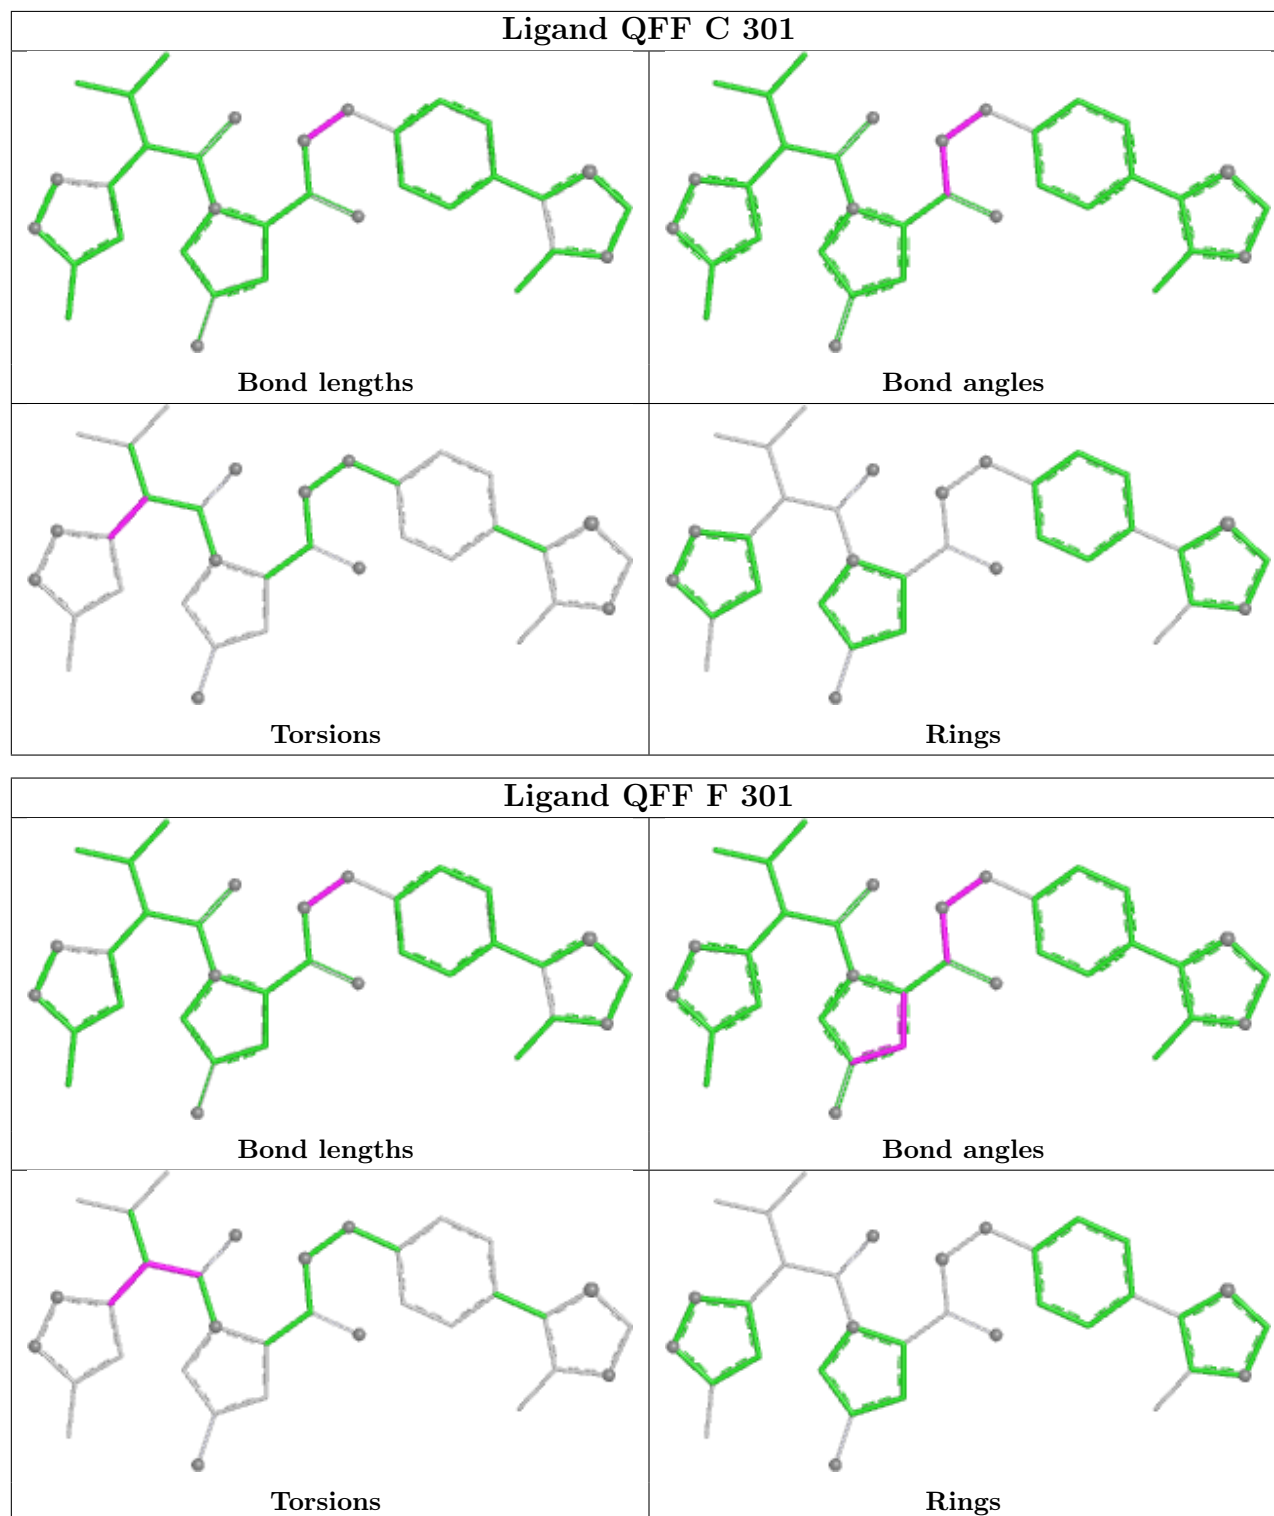 Ligand QFF C 301
Bond lengths
Bond angles
Torsions
Rings
Ligand QFF F 301
Bond lengths
Bond angles
Torsions
Rings